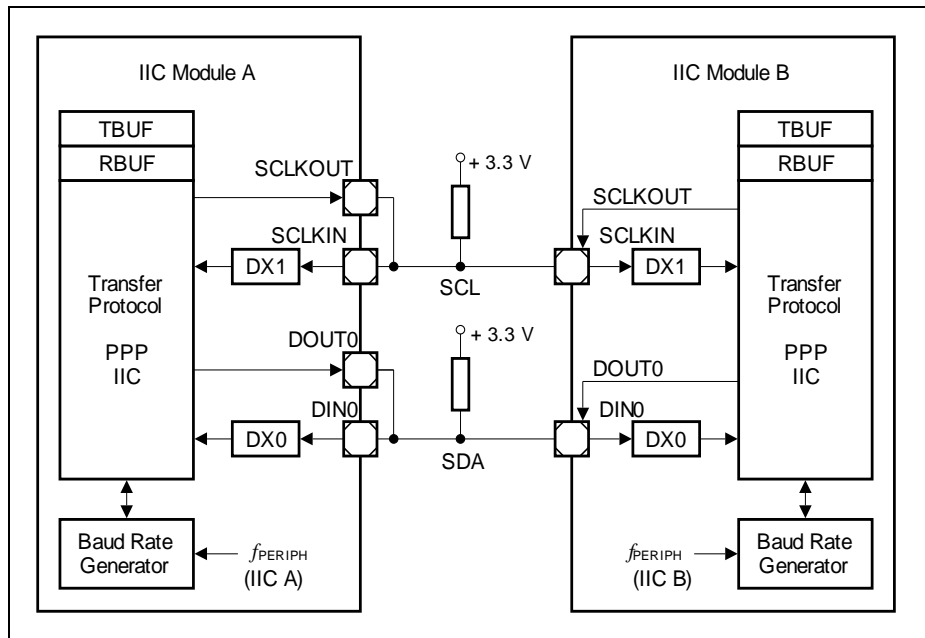 IIC Module A
TBUF
RBUF
Transfer
Protocol
PPP
IIC
SCLKOUT
SCLKIN
DX1
DOUT0
DIN0
DX0
Baud Rate
Generator
fPERIPH
(IIC A)
+ 3.3 V
SCL
+ 3.3 V
SDA
IIC Module B
TBUF
RBUF
SCLKOUT
SCLKIN
DX1
Transfer
Protocol
PPP
IIC
DOUT0
DIN0
DX0
fPERIPH
(IIC B)
Baud Rate
Generator